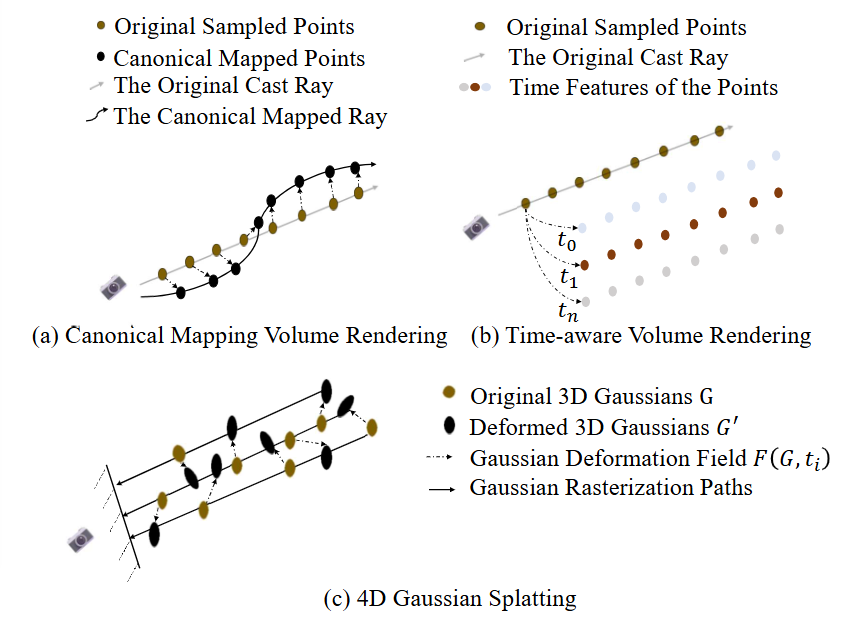 Original Sampled Points
Canonical Mapped Points
The Original Cast Ray
The Canonical Mapped Ray
(a) Canonical Mapping Volume Rendering
Original Sampled Points
The Original Cast Ray
Time Features of the Points
t₀
t₁
tₙ
(b) Time-aware Volume Rendering
Original 3D Gaussians G
Deformed 3D Gaussians G′
Gaussian Deformation Field F(G, tᵢ)
Gaussian Rasterization Paths
(c) 4D Gaussian Splatting